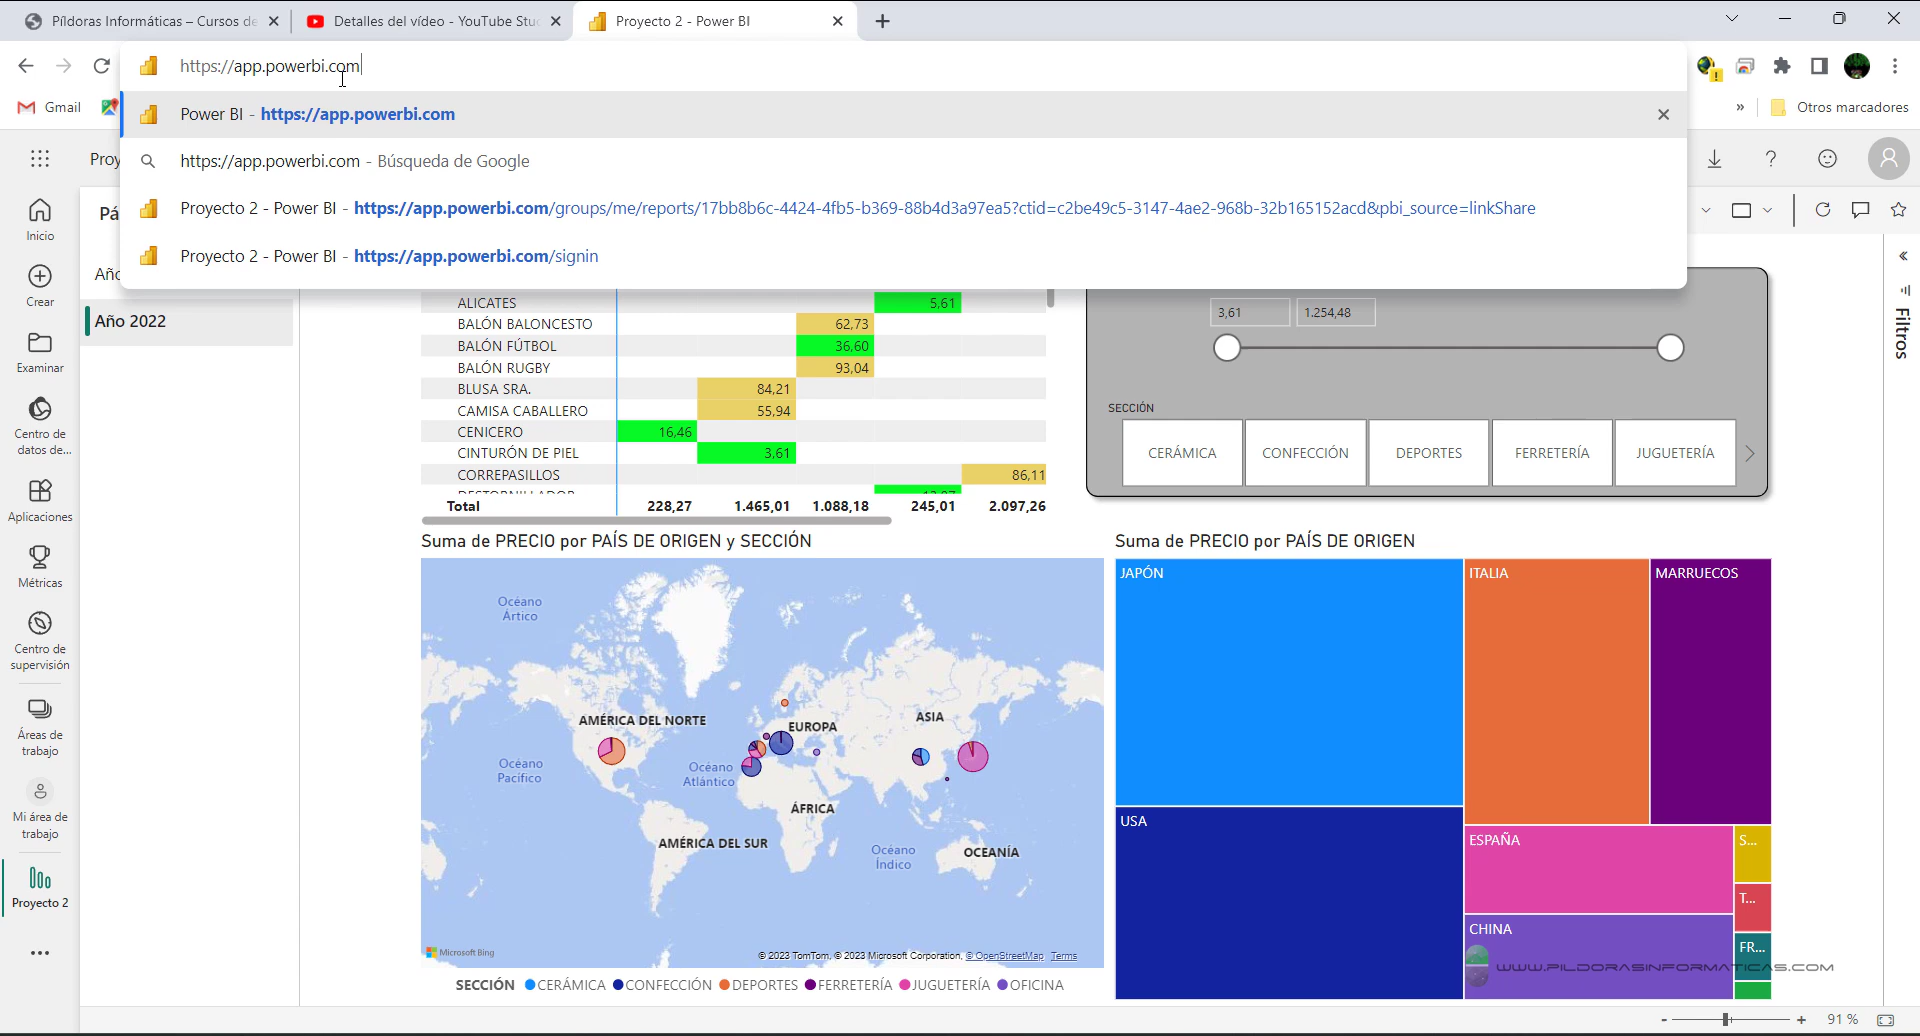 Píldoras Informáticas – Cursos de
Detalles del vídeo - YouTube Stu
Proyecto 2 - Power BI
https://app.powerbi.com
Gmail
»
Otros marcadores
Power BI - https://app.powerbi.com
https://app.powerbi.com - Búsqueda de Google
Proyecto 2 - Power BI - https://app.powerbi.com/groups/me/reports/17bb8b6c-4424-4fb5-b369-88b4d3a97ea5?ctid=c2be49c5-3147-4ae2-968b-32b165152acd&pbi_source=linkShare
Proyecto 2 - Power BI - https://app.powerbi.com/signin
Proy
Pá
Año
Año 2022
Inicio
Crear
Examinar
Centro de
datos de...
Aplicaciones
Métricas
Centro de
supervisión
Áreas de
trabajo
Mi área de
trabajo
Proyecto 2
Filtros
ALICATES 5,61
BALÓN BALONCESTO 62,73
BALÓN FÚTBOL 36,60
BALÓN RUGBY 93,04
BLUSA SRA. 84,21
CAMISA CABALLERO 55,94
CENICERO 16,46
CINTURÓN DE PIEL 3,61
CORREPASILLOS 86,11
Total 228,27 1.465,01 1.088,18 245,01 2.097,26
3,61 1.254,48
SECCIÓN
CERÁMICA CONFECCIÓN DEPORTES FERRETERÍA JUGUETERÍA
Suma de PRECIO por PAÍS DE ORIGEN y SECCIÓN
Océano
Ártico
AMÉRICA DEL NORTE
EUROPA
ASIA
Océano
Pacífico
Océano
Atlántico
ÁFRICA
AMÉRICA DEL SUR
Océano
Índico
OCEANÍA
Microsoft Bing
© 2023 TomTom, © 2023 Microsoft Corporation, © OpenStreetMap Terms
SECCIÓN CERÁMICA CONFECCIÓN DEPORTES FERRETERÍA JUGUETERÍA OFICINA
Suma de PRECIO por PAÍS DE ORIGEN
JAPÓN
ITALIA
MARRUECOS
USA
ESPAÑA
S...
T...
CHINA
FR...
WWW.PILDORASINFORMATICAS.COM
- + 91 %